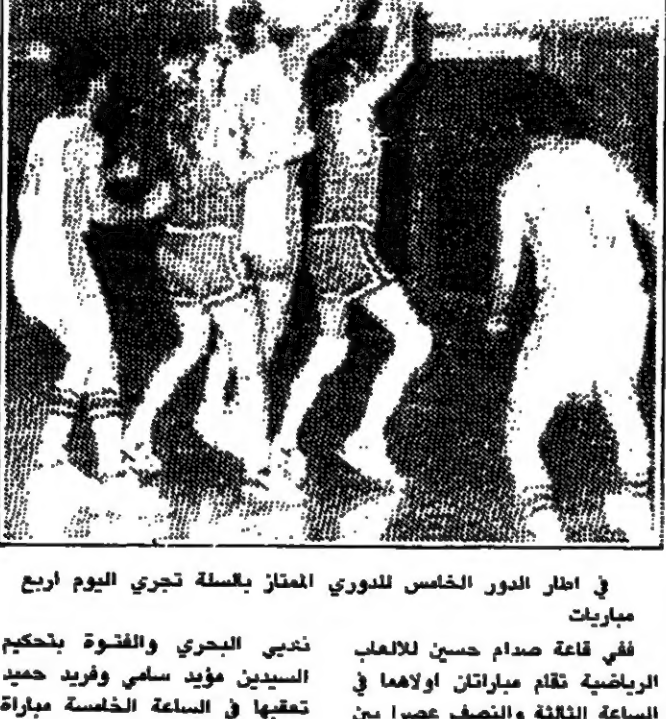 في اطار الدور الخامس للدوري الممتاز بالسلة تجري اليوم اربع
مباريات
ففي قاعة صدام حسين للالعاب
الرياضية تقام مباراتان اولاهما في
الساعة الثالثة والنصف عصرا بين
نديي البحري والفتوة بتحكيم
السيدين مؤيد سامي وفريد حميد
تعقبها في الساعة الخامسة مباراة